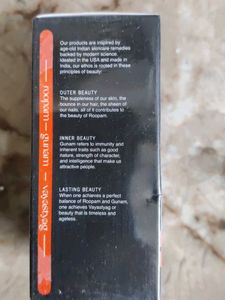 Our products are inspired by
age-old Indian skincare remedies
backed by modern science.
Ideated in the USA and made in
India, our ethos is rooted in these
principles of beauty:
OUTER BEAUTY
The suppleness of our skin, the
bounce in our hair, the sheen of
our nails, all of it contributes to
the beauty of Roopam.
INNER BEAUTY
Gunam refers to immunity and
inherent traits such as good
nature, strength of character,
and intelligence that make us
attractive people.
LASTING BEAUTY
When one achieves a perfect
balance of Roopam and Gunam,
one achieves Vayastyag or
beauty that is timeless and
ageless.
roopam gunam vayastyag